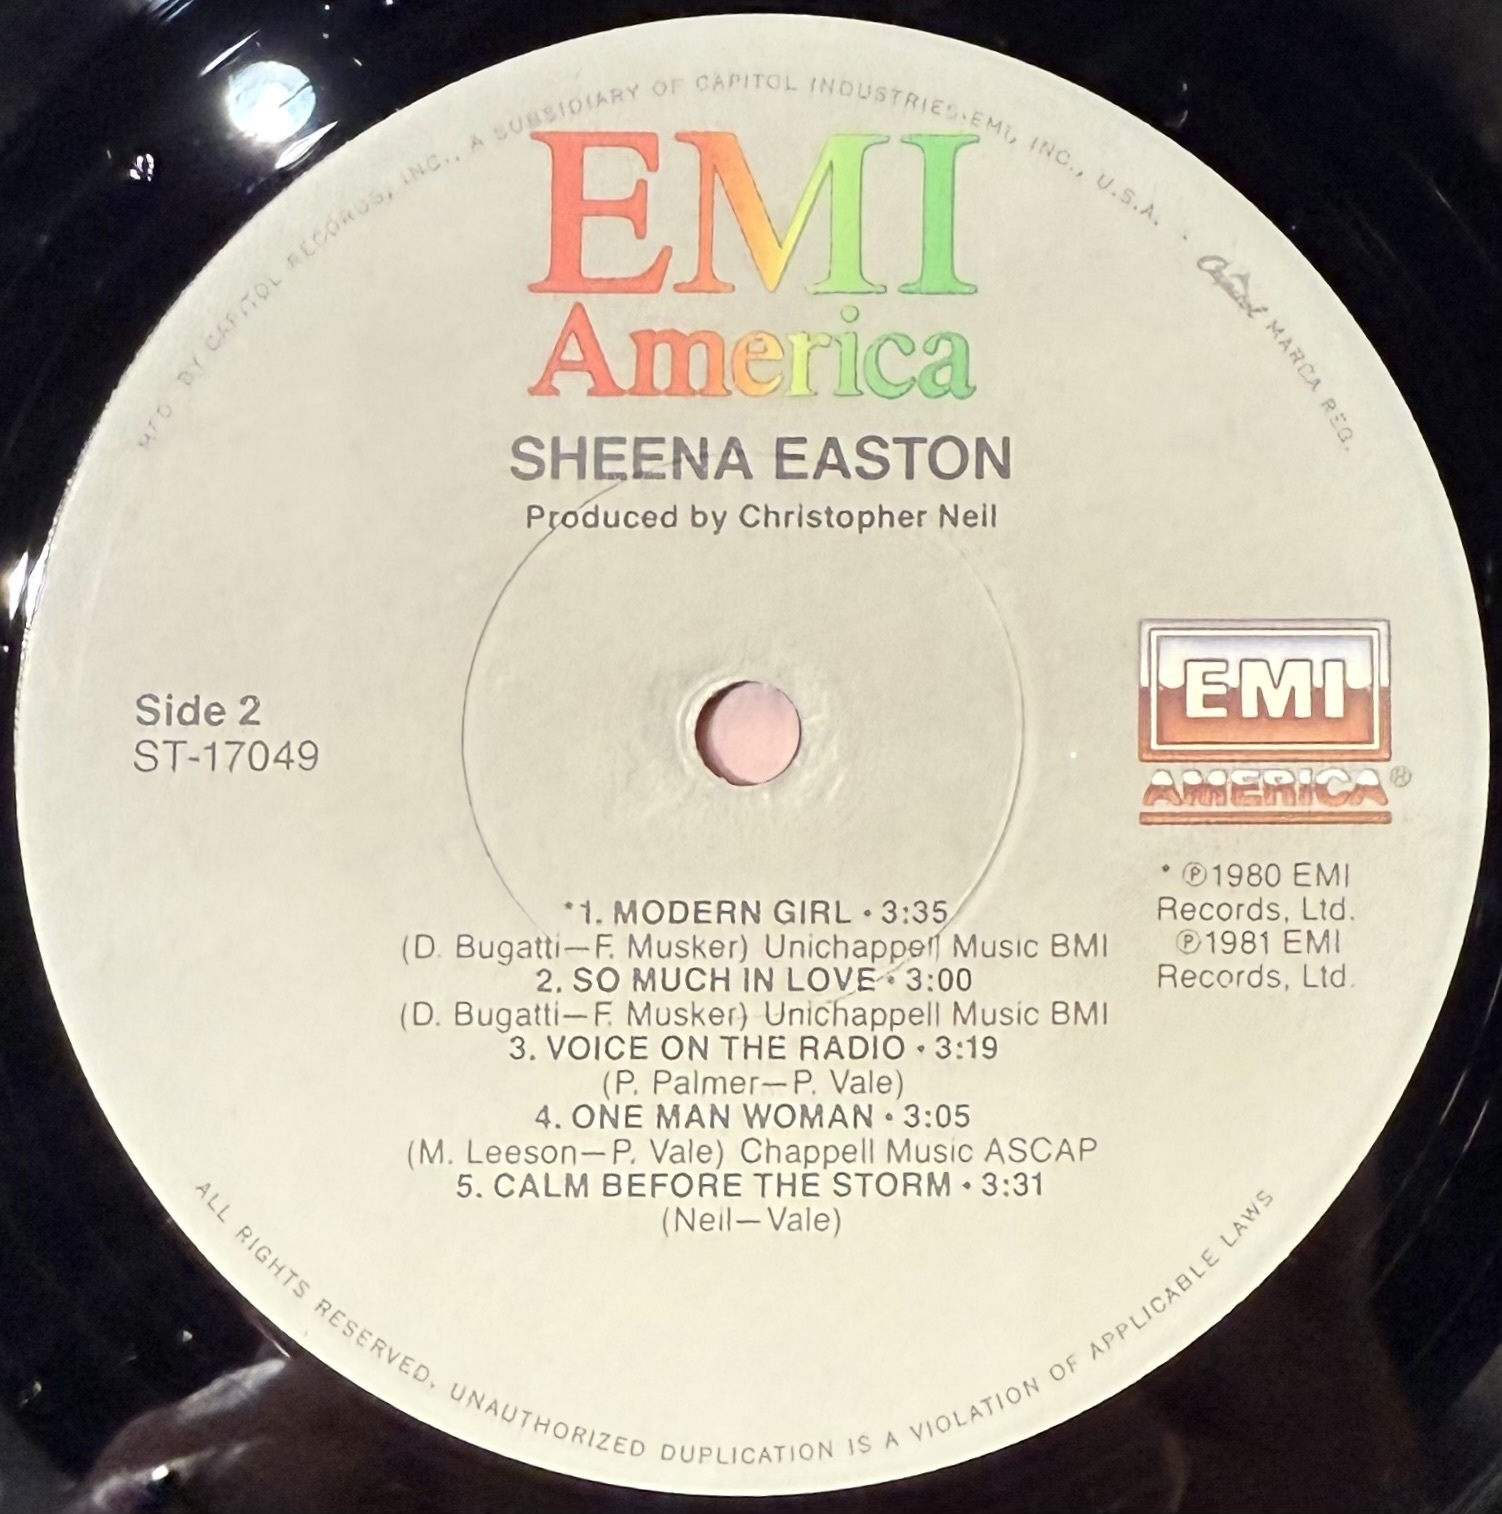 MFD. BY CAPITOL RECORDS, INC., A SUBSIDIARY OF CAPITOL INDUSTRIES-EMI, INC., U.S.A. · Capitol MARCA REG.
EMI
America
SHEENA EASTON
Produced by Christopher Neil
Side 2
ST-17049
EMI
AMERICA®
* ℗1980 EMI
Records, Ltd.
℗1981 EMI
Records, Ltd.
*1. MODERN GIRL • 3:35
(D. Bugatti—F. Musker) Unichappell Music BMI
2. SO MUCH IN LOVE • 3:00
(D. Bugatti—F. Musker) Unichappell Music BMI
3. VOICE ON THE RADIO • 3:19
(P. Palmer—P. Vale)
4. ONE MAN WOMAN • 3:05
(M. Leeson—P. Vale) Chappell Music ASCAP
5. CALM BEFORE THE STORM • 3:31
(Neil—Vale)
ALL RIGHTS RESERVED. UNAUTHORIZED DUPLICATION IS A VIOLATION OF APPLICABLE LAWS